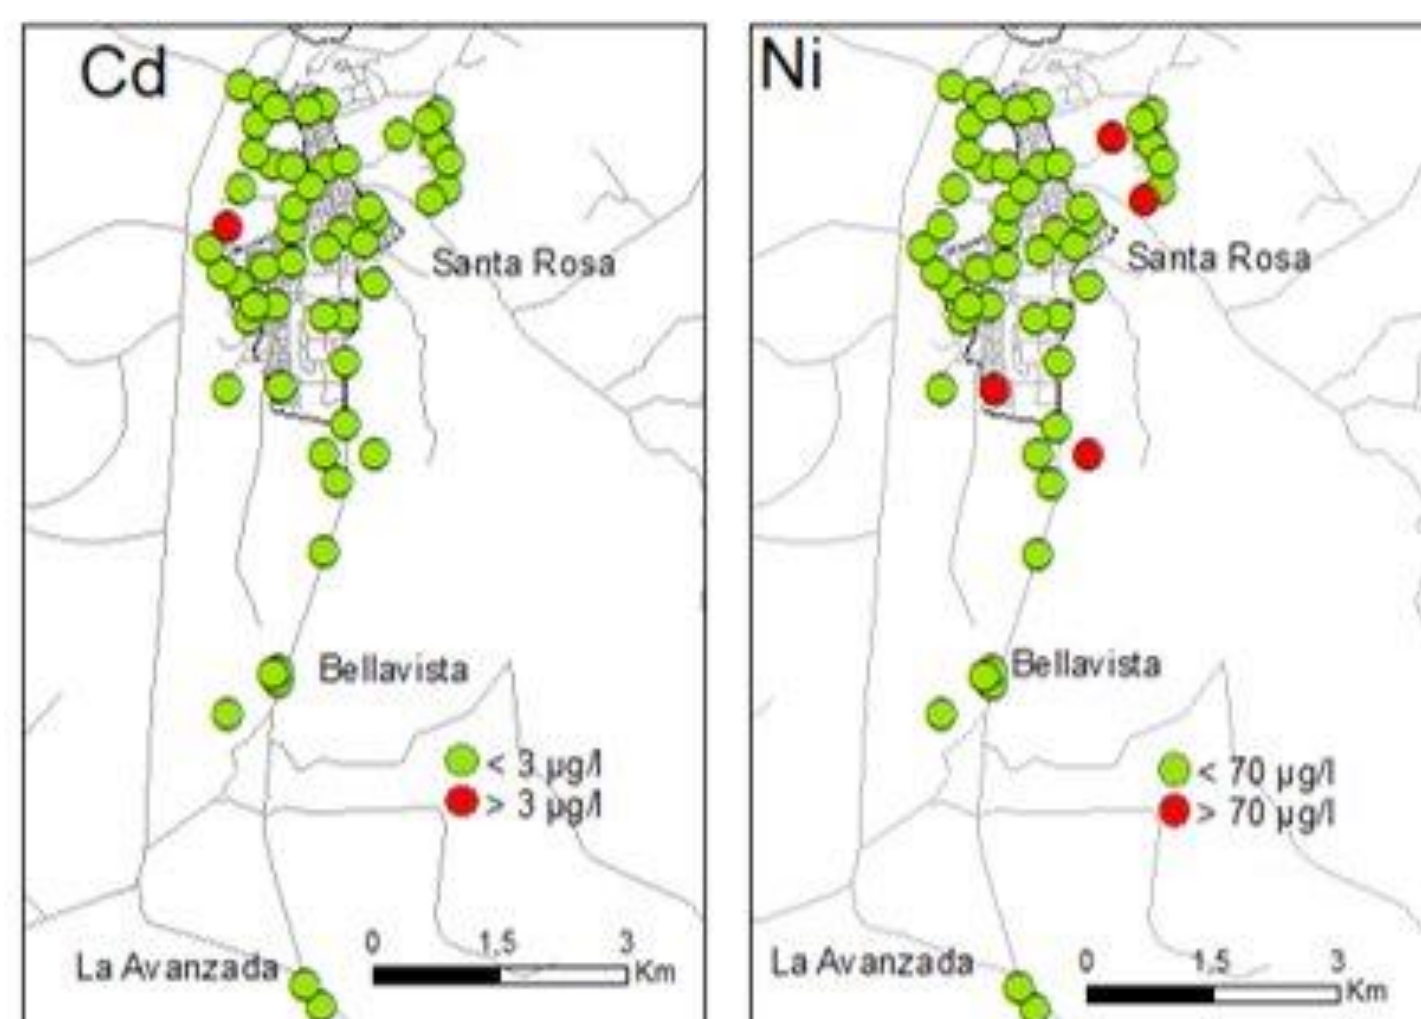 Cd
Santa Rosa
Bellavista
< 3 µg/l
> 3 µg/l
0 1,5 3
Km
La Avanzada
Ni
Santa Rosa
Bellavista
< 70 µg/l
> 70 µg/l
0 1,5 3
Km
La Avanzada